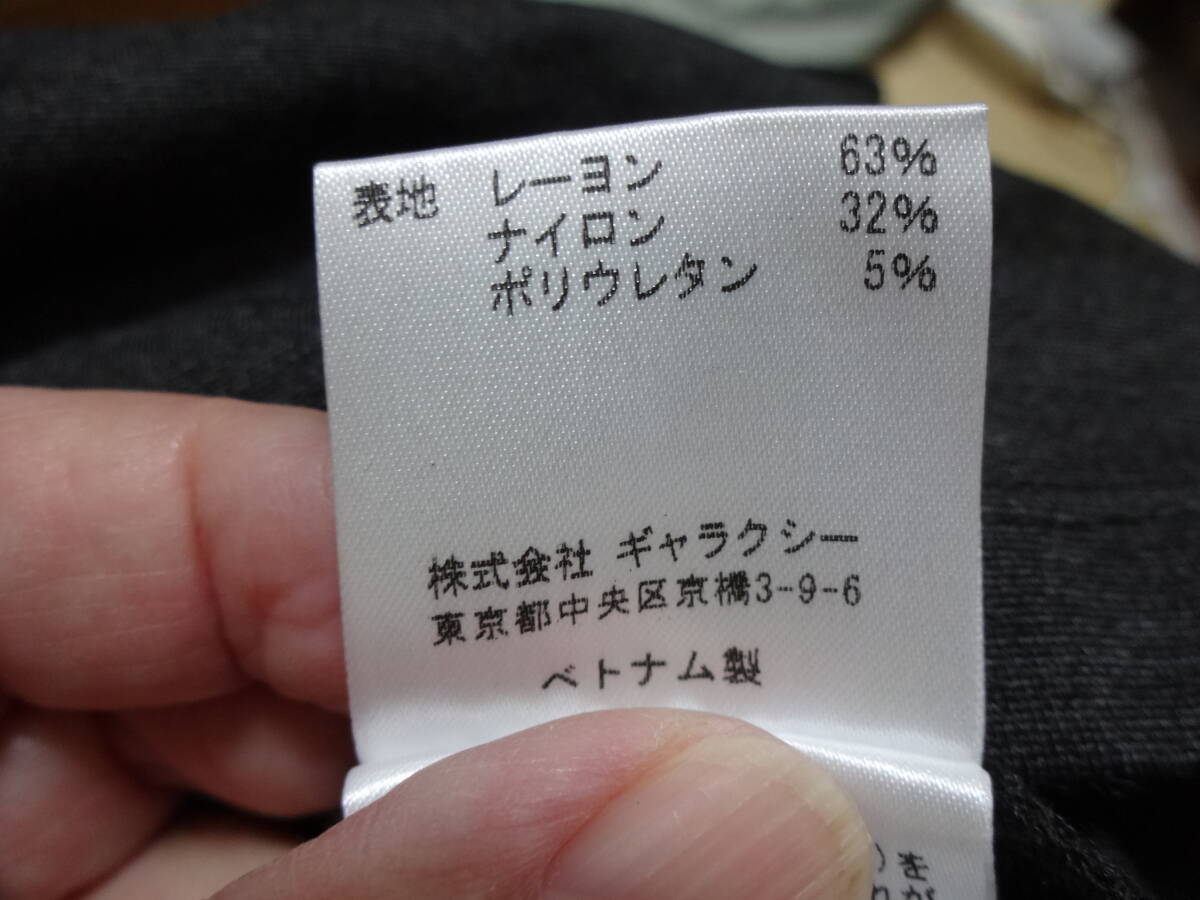 表地 レーヨン 63%
ナイロン 32%
ポリウレタン 5%
株式会社 ギャラクシー
東京都中央区京橋3-9-6
ベトナム製
を
が